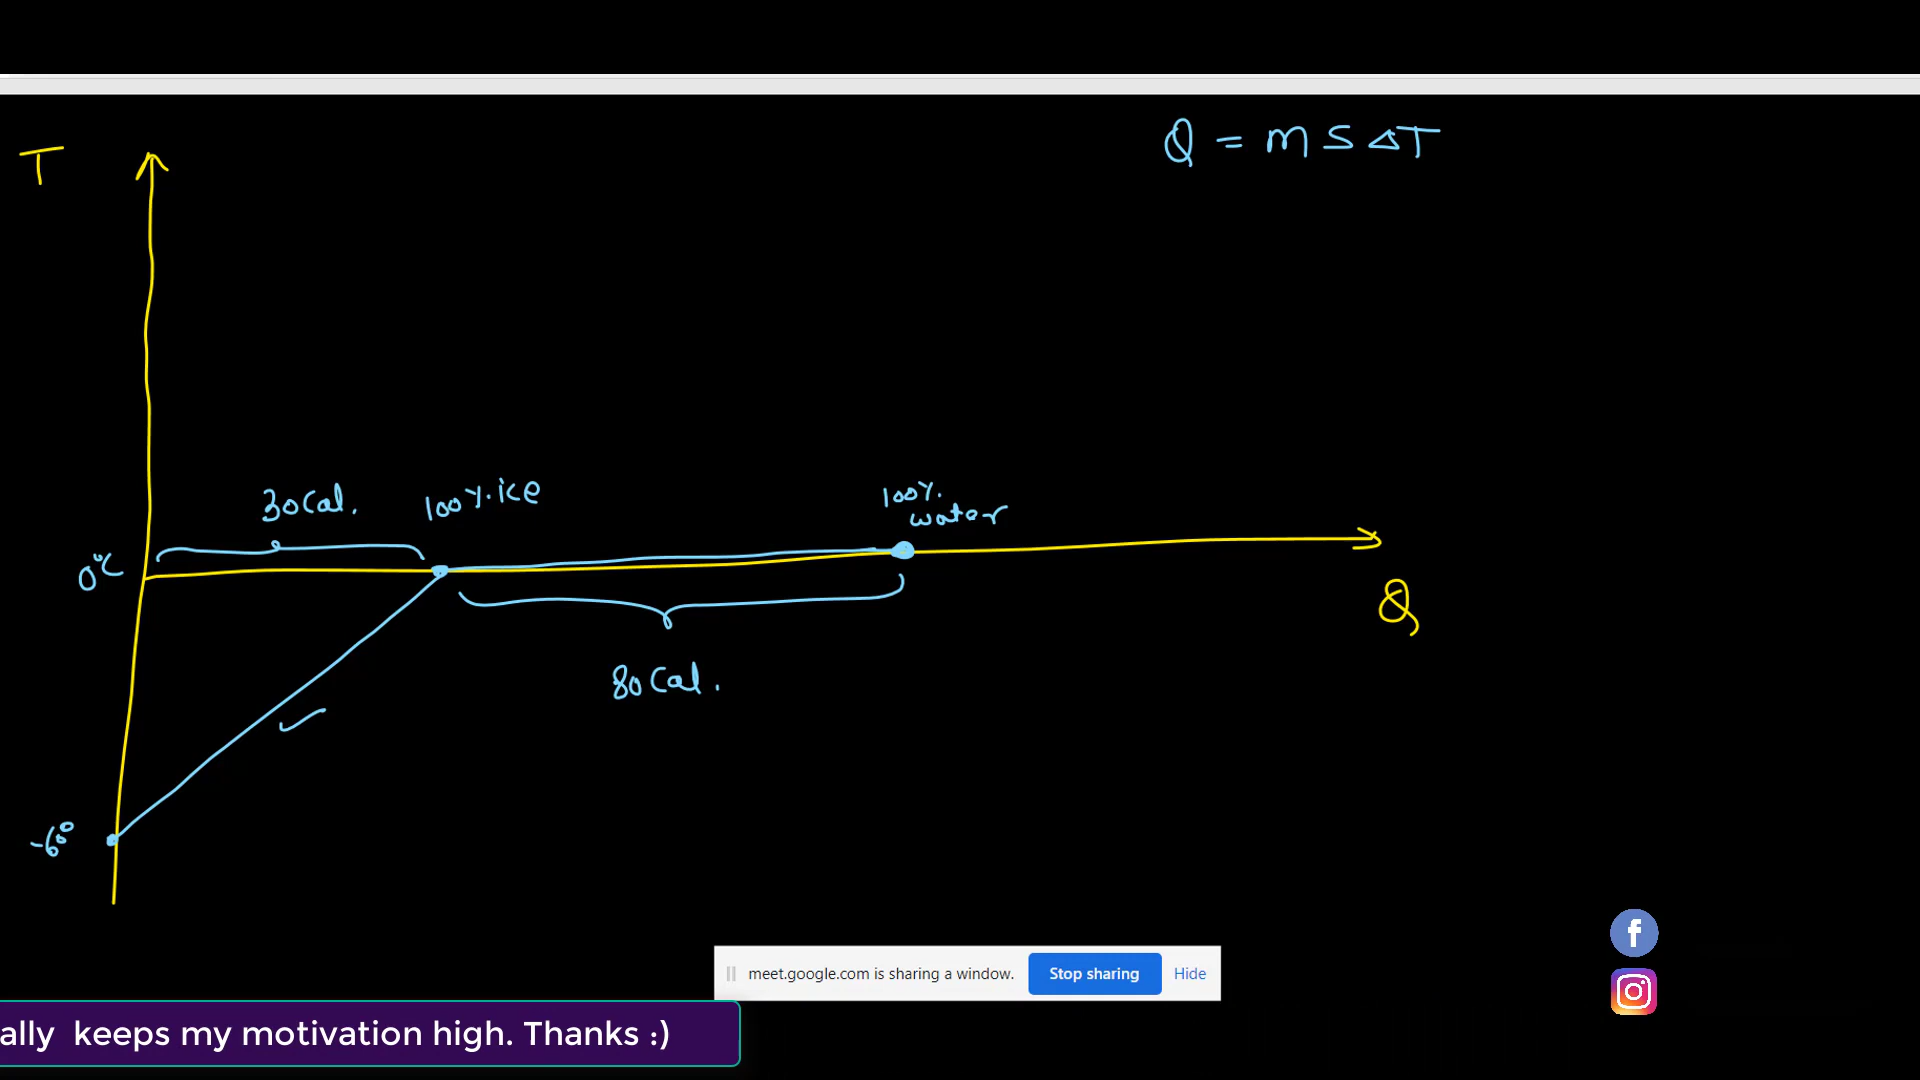 Q = m S ΔT
T
30 Cal.
100% ice
100%
water
0°C
Q
80 Cal.
-60°
meet.google.com is sharing a window.
Stop sharing
Hide
ally keeps my motivation high. Thanks :)